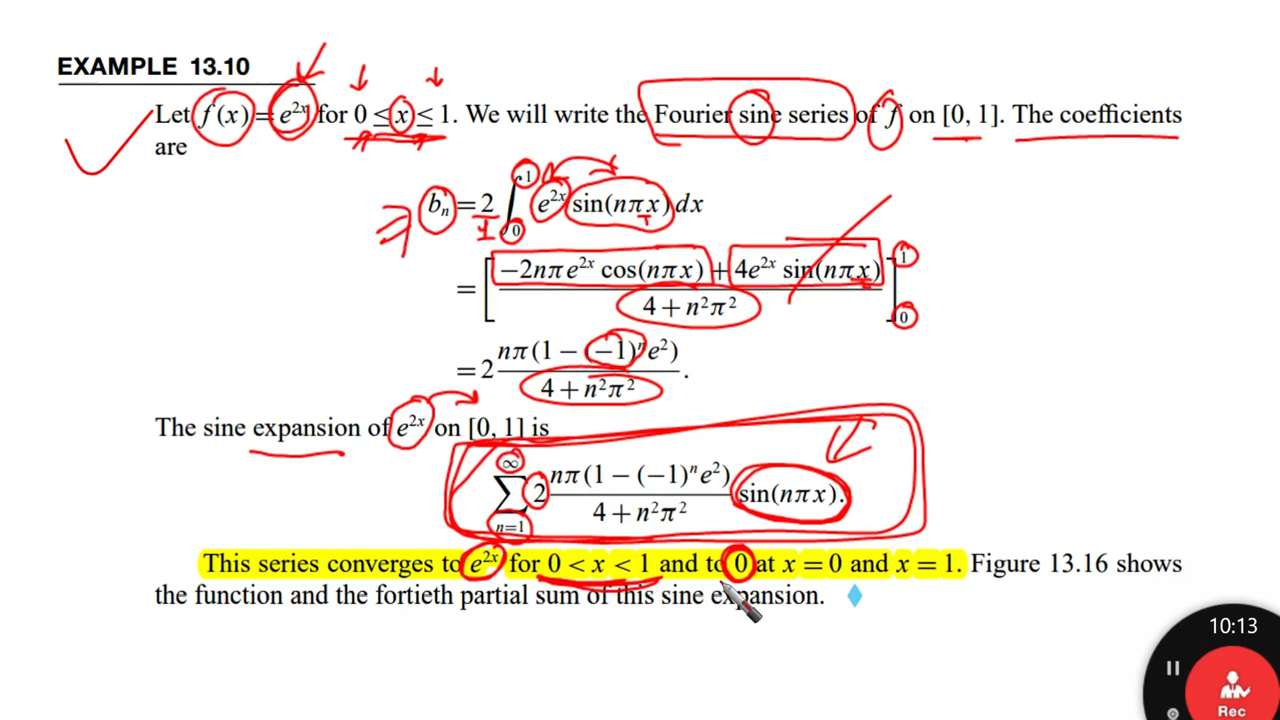 EXAMPLE 13.10
Let f(x) = e^{2x} for 0 ≤ x ≤ 1. We will write the Fourier sine series of f on [0, 1]. The coefficients
are
b_n = 2 ∫_0^1 e^{2x} sin(nπx) dx
= [ (−2nπe^{2x} cos(nπx) + 4e^{2x} sin(nπx)) / (4 + n²π²) ]_0^1
= 2 nπ(1 − (−1)^n e²) / (4 + n²π²).
The sine expansion of e^{2x} on [0, 1] is
∑_{n=1}^∞ 2 nπ(1 − (−1)^n e²) / (4 + n²π²) sin(nπx).
This series converges to e^{2x} for 0 < x < 1 and to 0 at x = 0 and x = 1. Figure 13.16 shows
the function and the fortieth partial sum of this sine expansion.
10:13
Rec